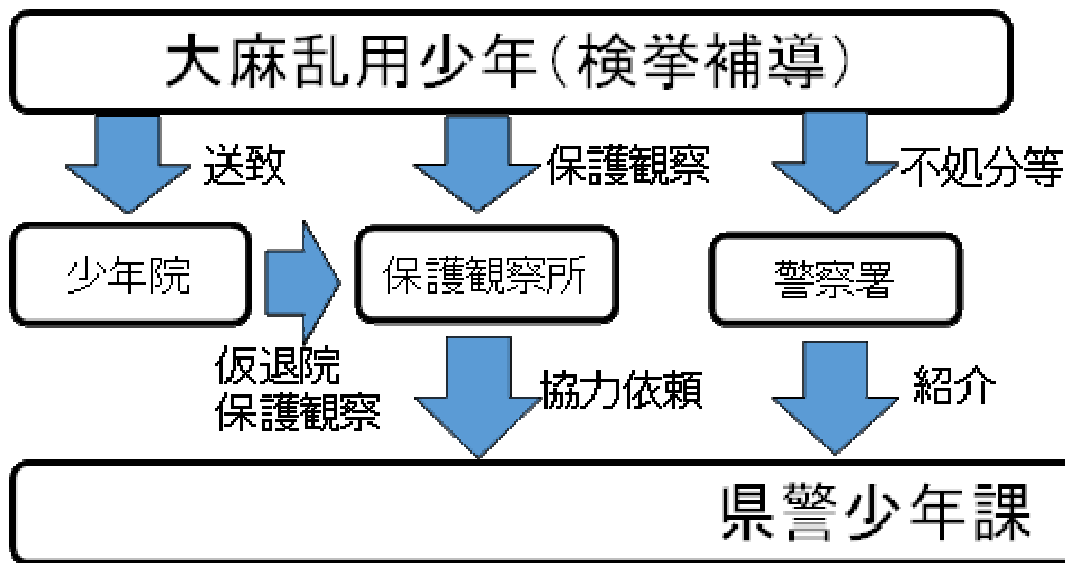 大麻乱用少年(検挙補導)
送致
保護観察
不処分等
少年院
保護観察所
警察署
仮退院
保護観察
協力依頼
紹介
県警少年課